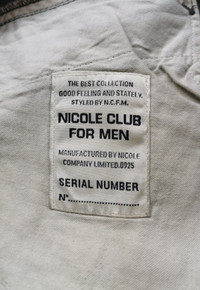 THE BEST COLLECTION
GOOD FEELING AND STATELY.
STYLED BY N.C.F.M.
NICOLE CLUB
FOR MEN
MANUFACTURED BY NICOLE
COMPANY LIMITED.0925
SERIAL NUMBER
N°....................